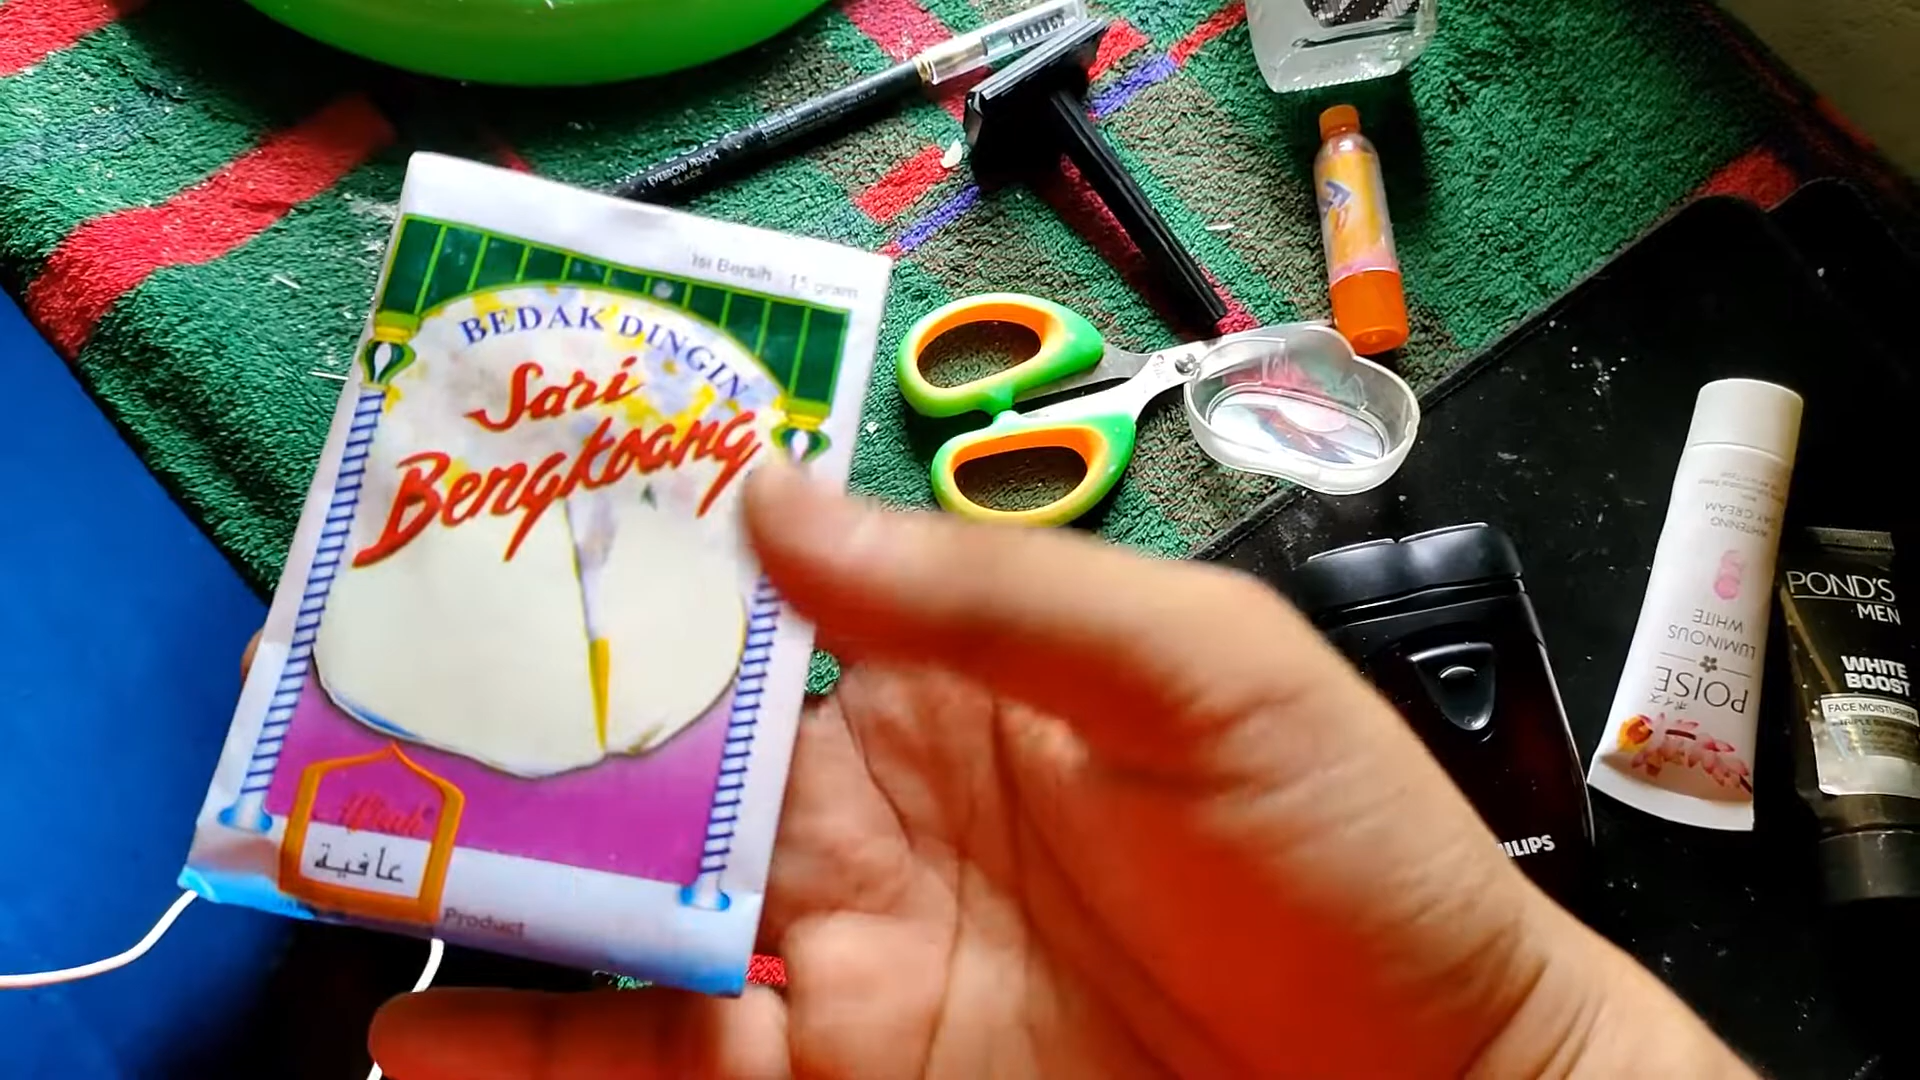 Isi Bersih : 15 gram
BEDAK DINGIN
Sari
Bengkoang
Afiah
عافية
Product
EYEBROW PENCIL
BLACK
PHILIPS
POISE
LUMINOUS
WHITE
WHITENING
DAY CREAM
POND'S
MEN
WHITE
BOOST
FACE MOISTURISER